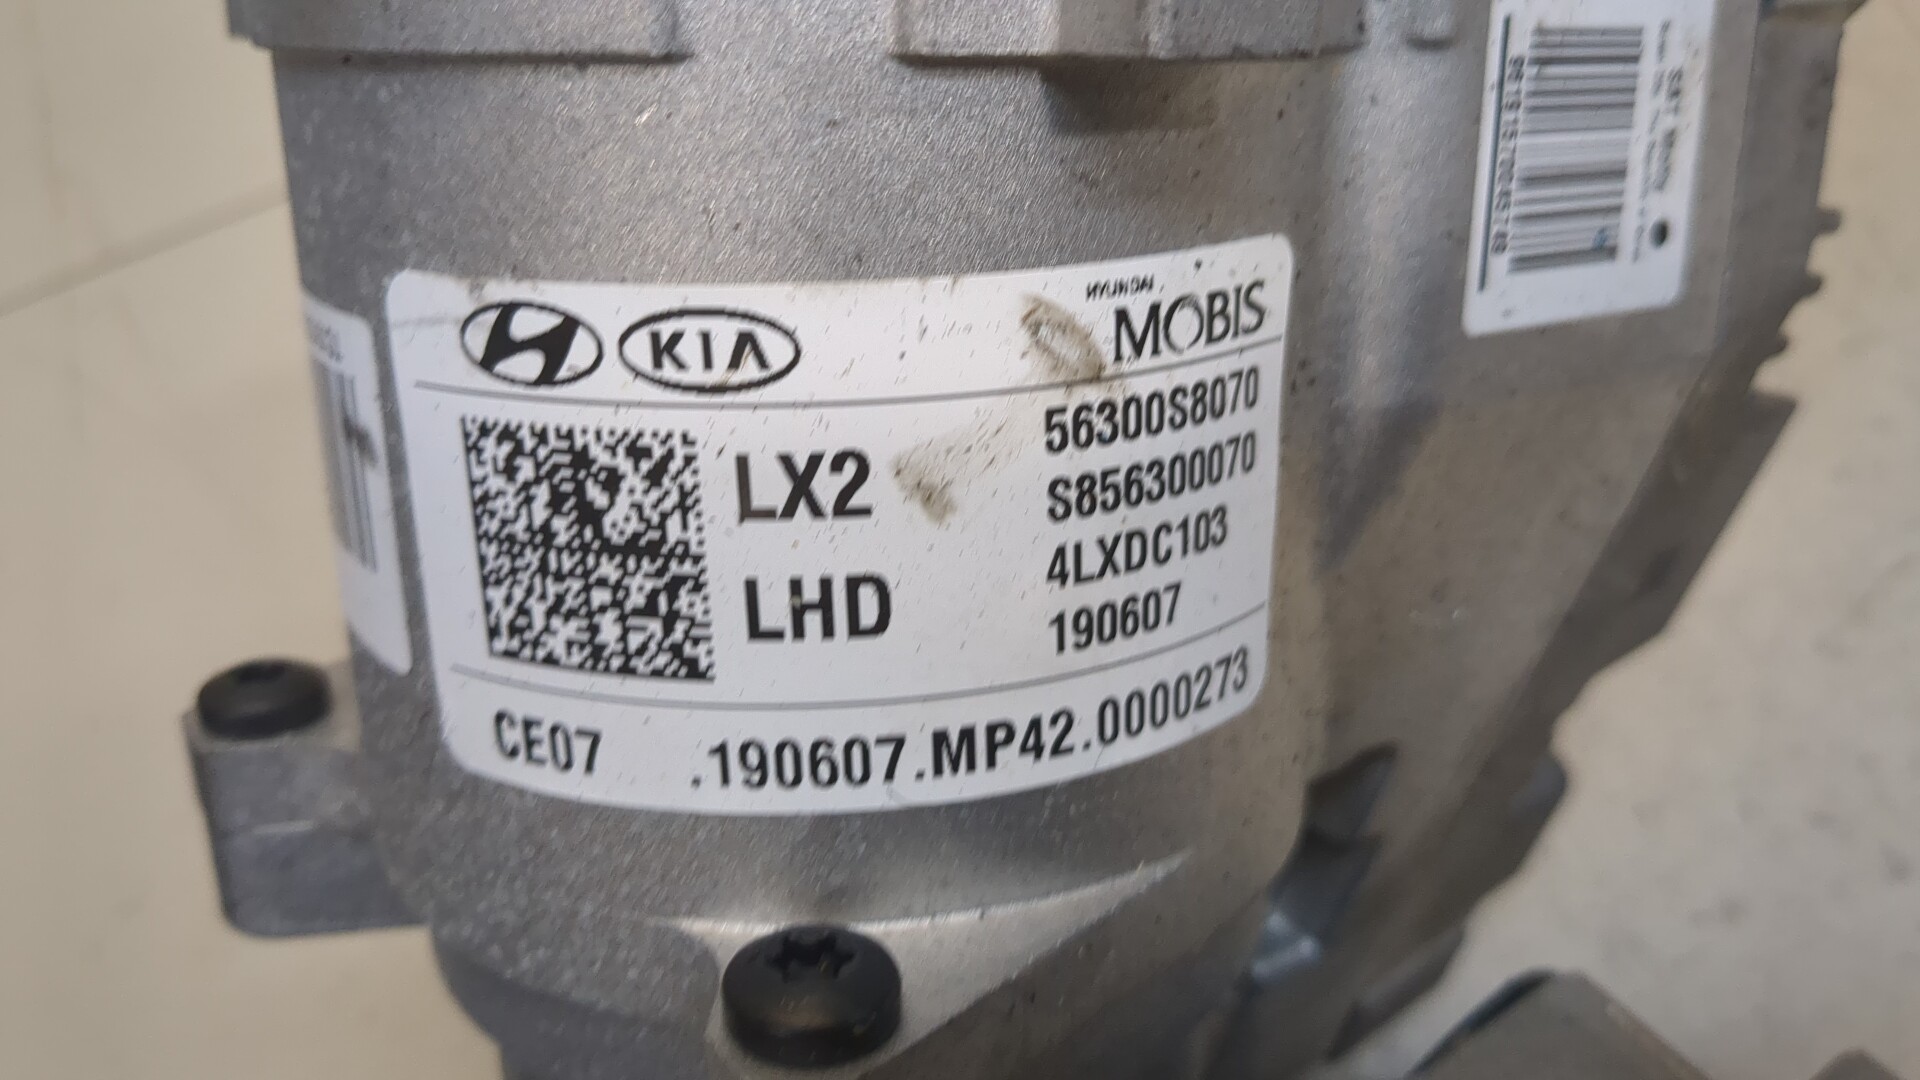 KIA
HYUNDAI
MOBIS
56300S8070
LX2
S856300070
4LXDC103
LHD
190607
CE07 .190607.MP42.0000273